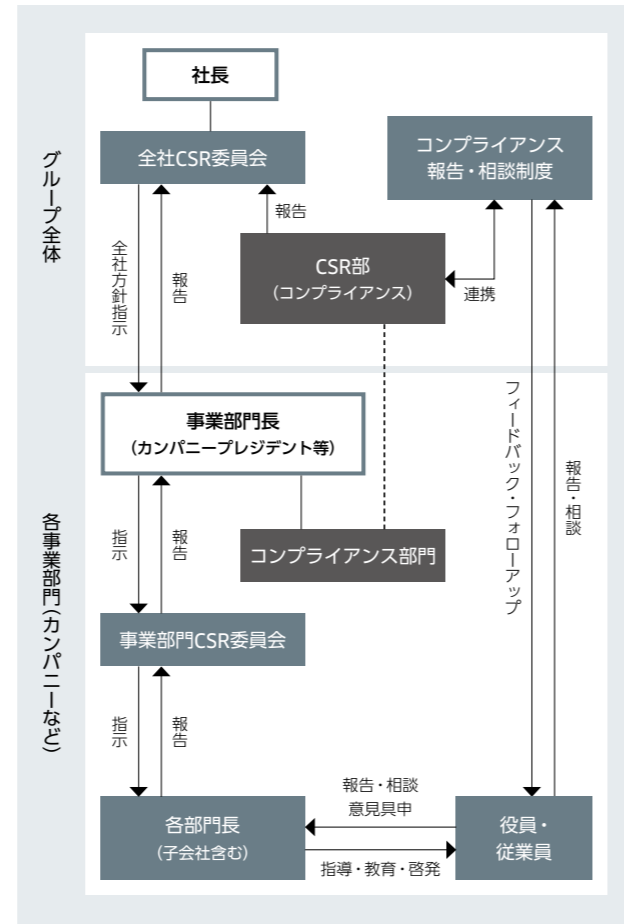 グループ全体
社長
全社CSR委員会
コンプライアンス
報告・相談制度
報告
CSR部
（コンプライアンス）
連携
全社方針指示
報告
各事業部門（カンパニーなど）
事業部門長
（カンパニープレジデント等）
フィードバック・フォローアップ
報告・相談
指示
報告
コンプライアンス部門
事業部門CSR委員会
指示
報告
各部門長
（子会社含む）
報告・相談
意見具申
指導・教育・啓発
役員・
従業員